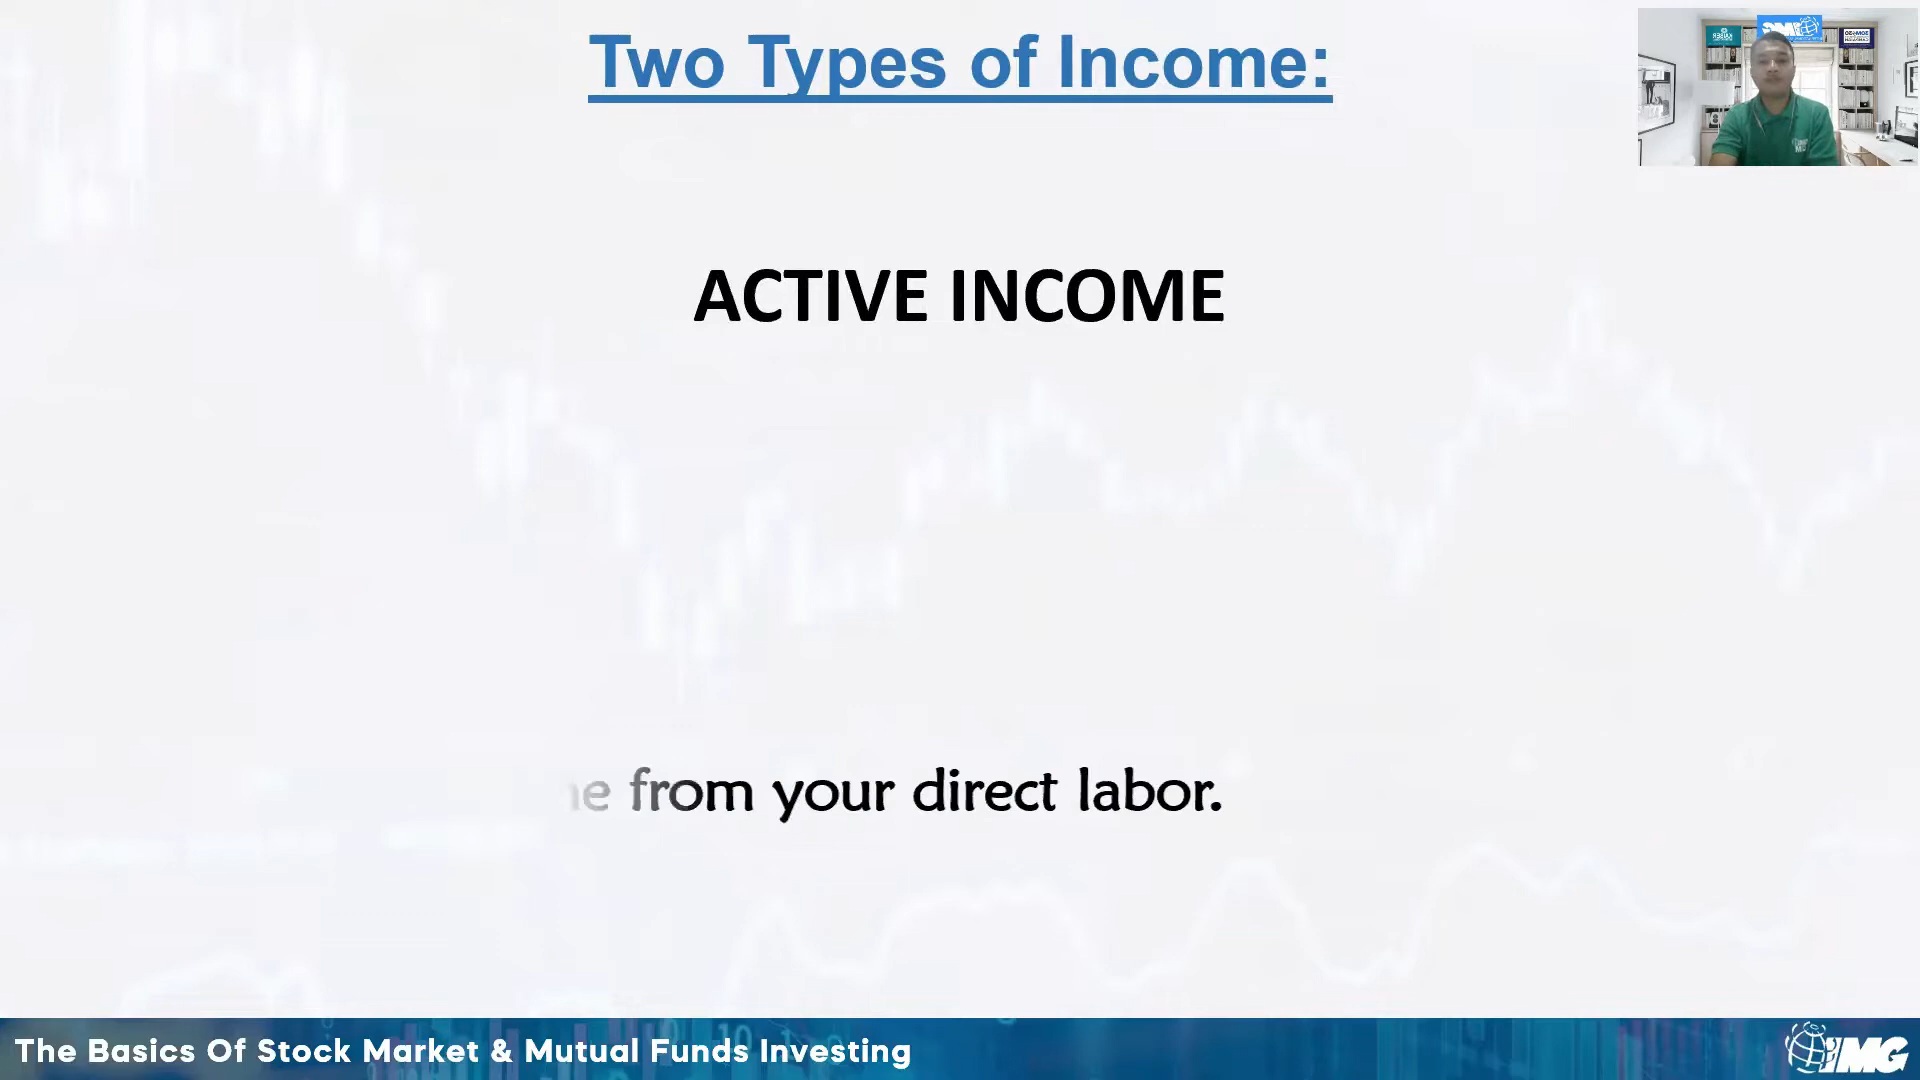 Two Types of Income:
ACTIVE INCOME
from your direct labor.
The Basics Of Stock Market & Mutual Funds Investing
IMG